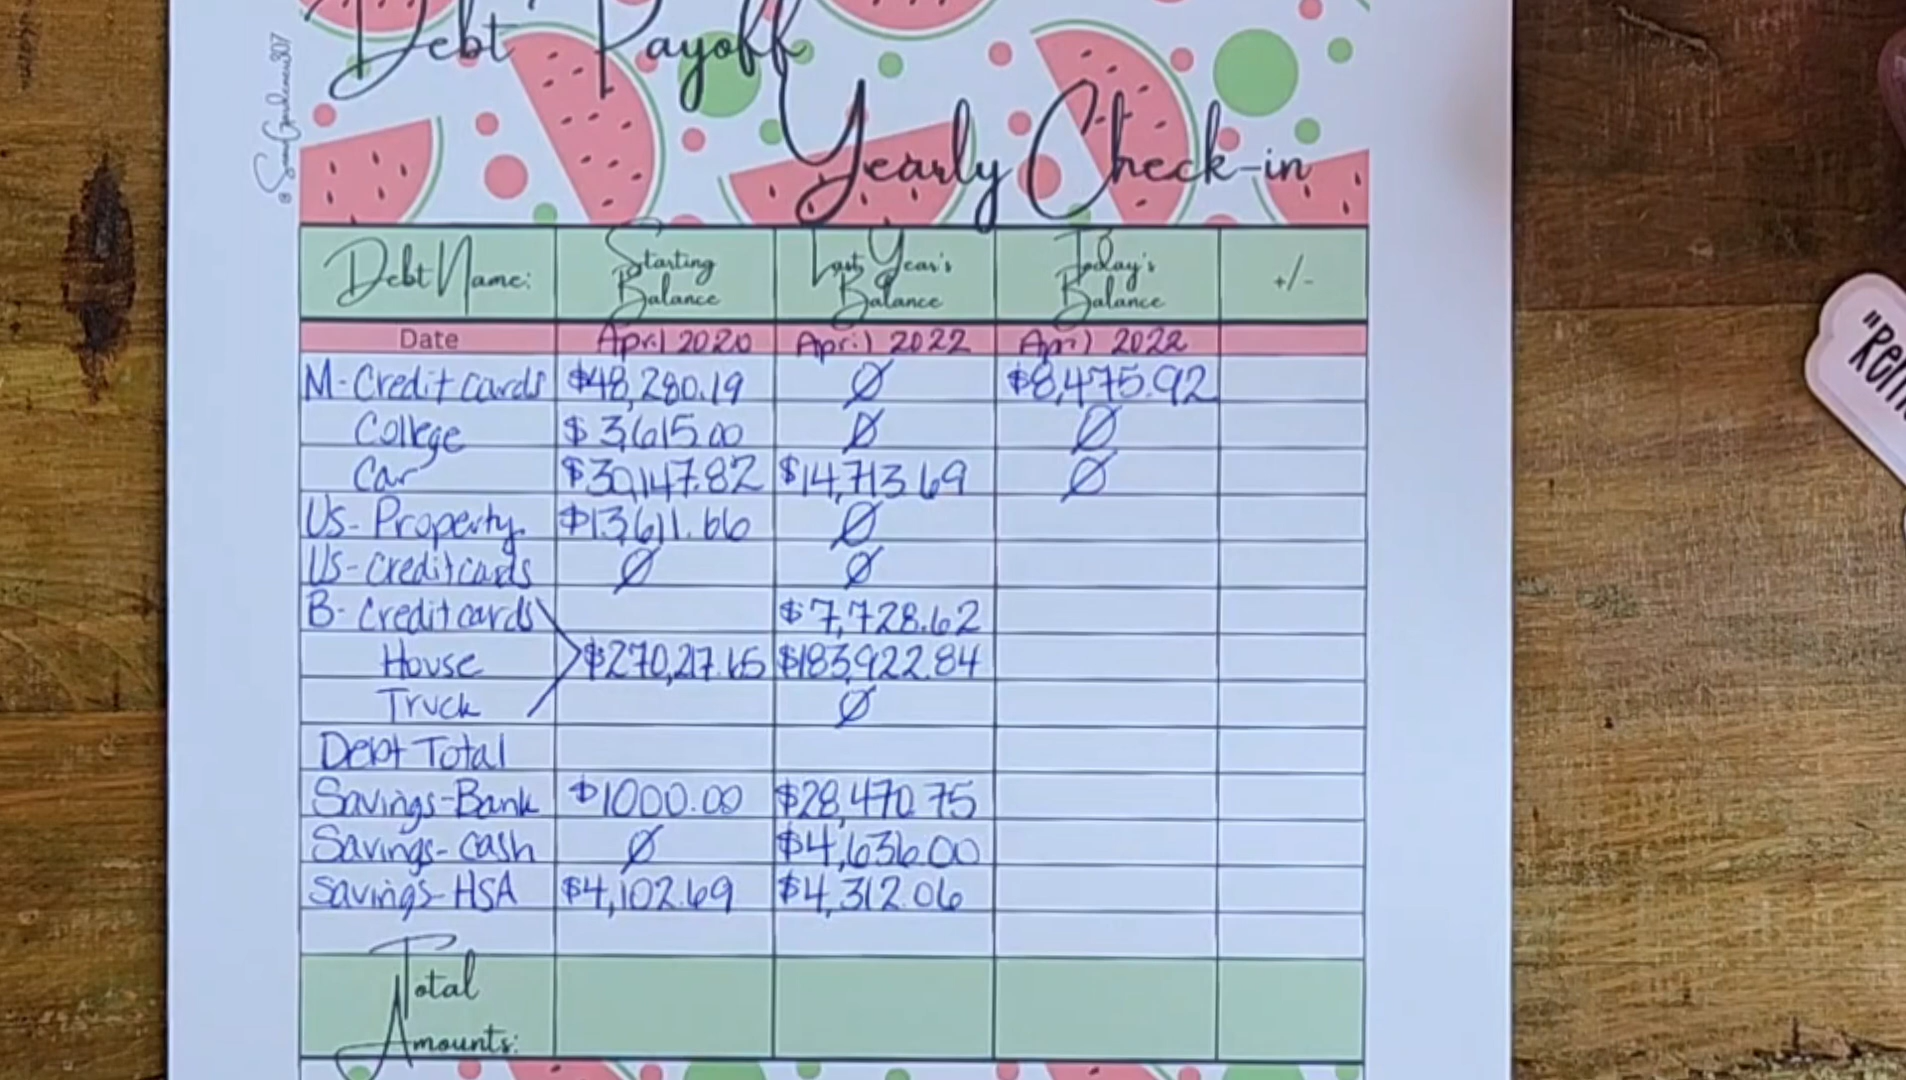 Debt Payoff
Yearly Check-in
Debt Name: Starting Balance Last Year's Balance Today's Balance +/-
Date April 2020 April 2022 April 2022
M-Credit cards $48,280.19 Ø $8,475.92
College $3,615.00 Ø Ø
Car $30,147.82 $14,713.69 Ø
Us-Property $13,611.66 Ø
Us-Credit cards Ø Ø
B-Credit cards $7,728.62
House $270,217.65 $183,922.84
Truck Ø
Debt Total
Savings-Bank $1000.00 $28,470.75
Savings-Cash Ø $4,636.00
Savings-HSA $4,102.69 $4,312.06
Total Amounts: